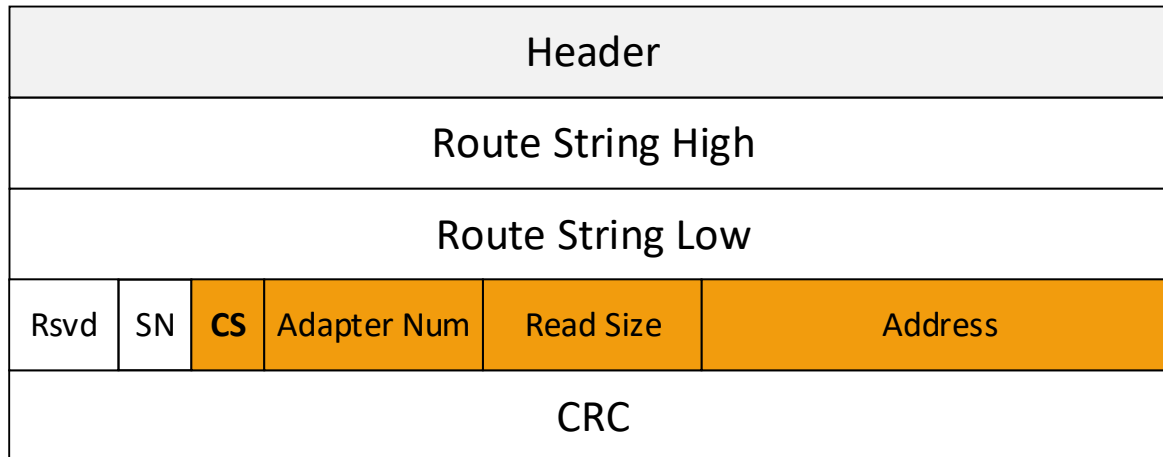 Header
Route String High
Route String Low
Rsvd SN CS Adapter Num Read Size Address
CRC